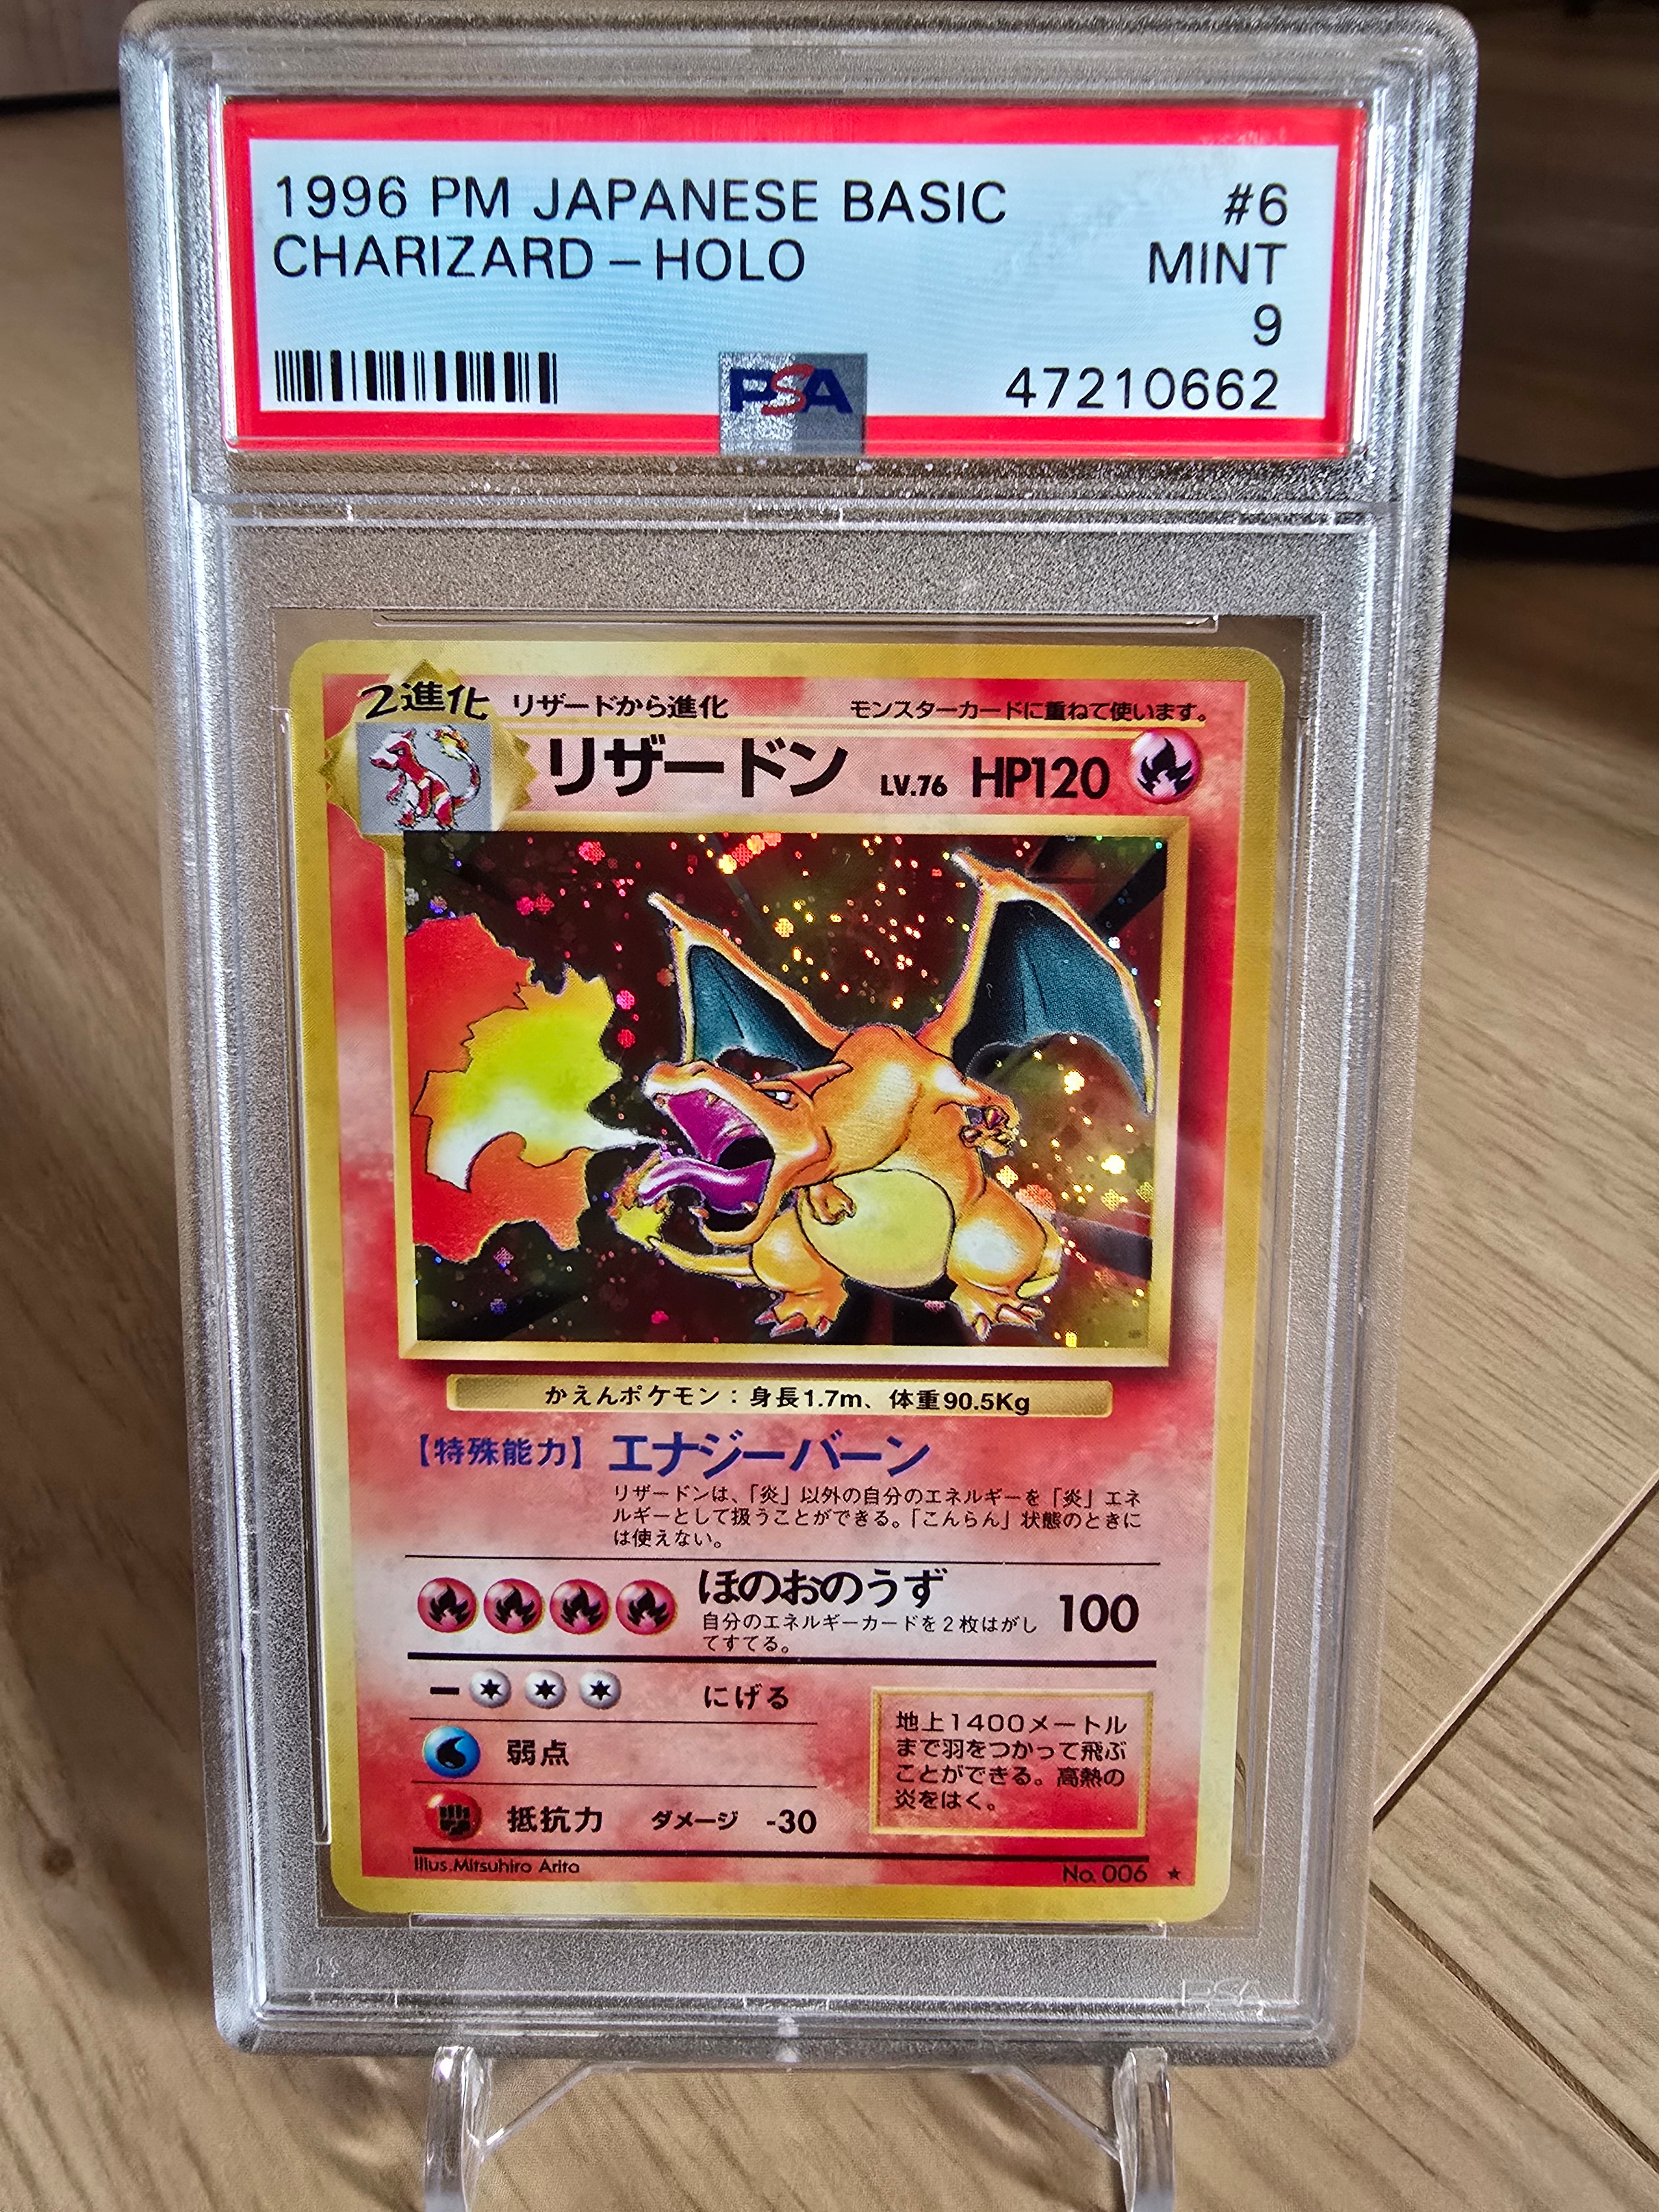 1996 PM JAPANESE BASIC #6
CHARIZARD – HOLO MINT
9
PSA 47210662
2進化 リザードから進化 モンスターカードに重ねて使います。
リザードン LV.76 HP120
かえんポケモン：身長1.7m、体重90.5Kg
【特殊能力】 エナジーバーン
リザードンは、「炎」以外の自分のエネルギーを「炎」エネ
ルギーとして扱うことができる。「こんらん」状態のときに
は使えない。
ほのおのうず 100
自分のエネルギーカードを2枚はがし
てすてる。
にげる
弱点
抵抗力 ダメージ -30
地上1400メートル
まで羽をつかって飛ぶ
ことができる。高熱の
炎をはく。
Illus.Mitsuhiro Arita
No. 006 ★
PSA